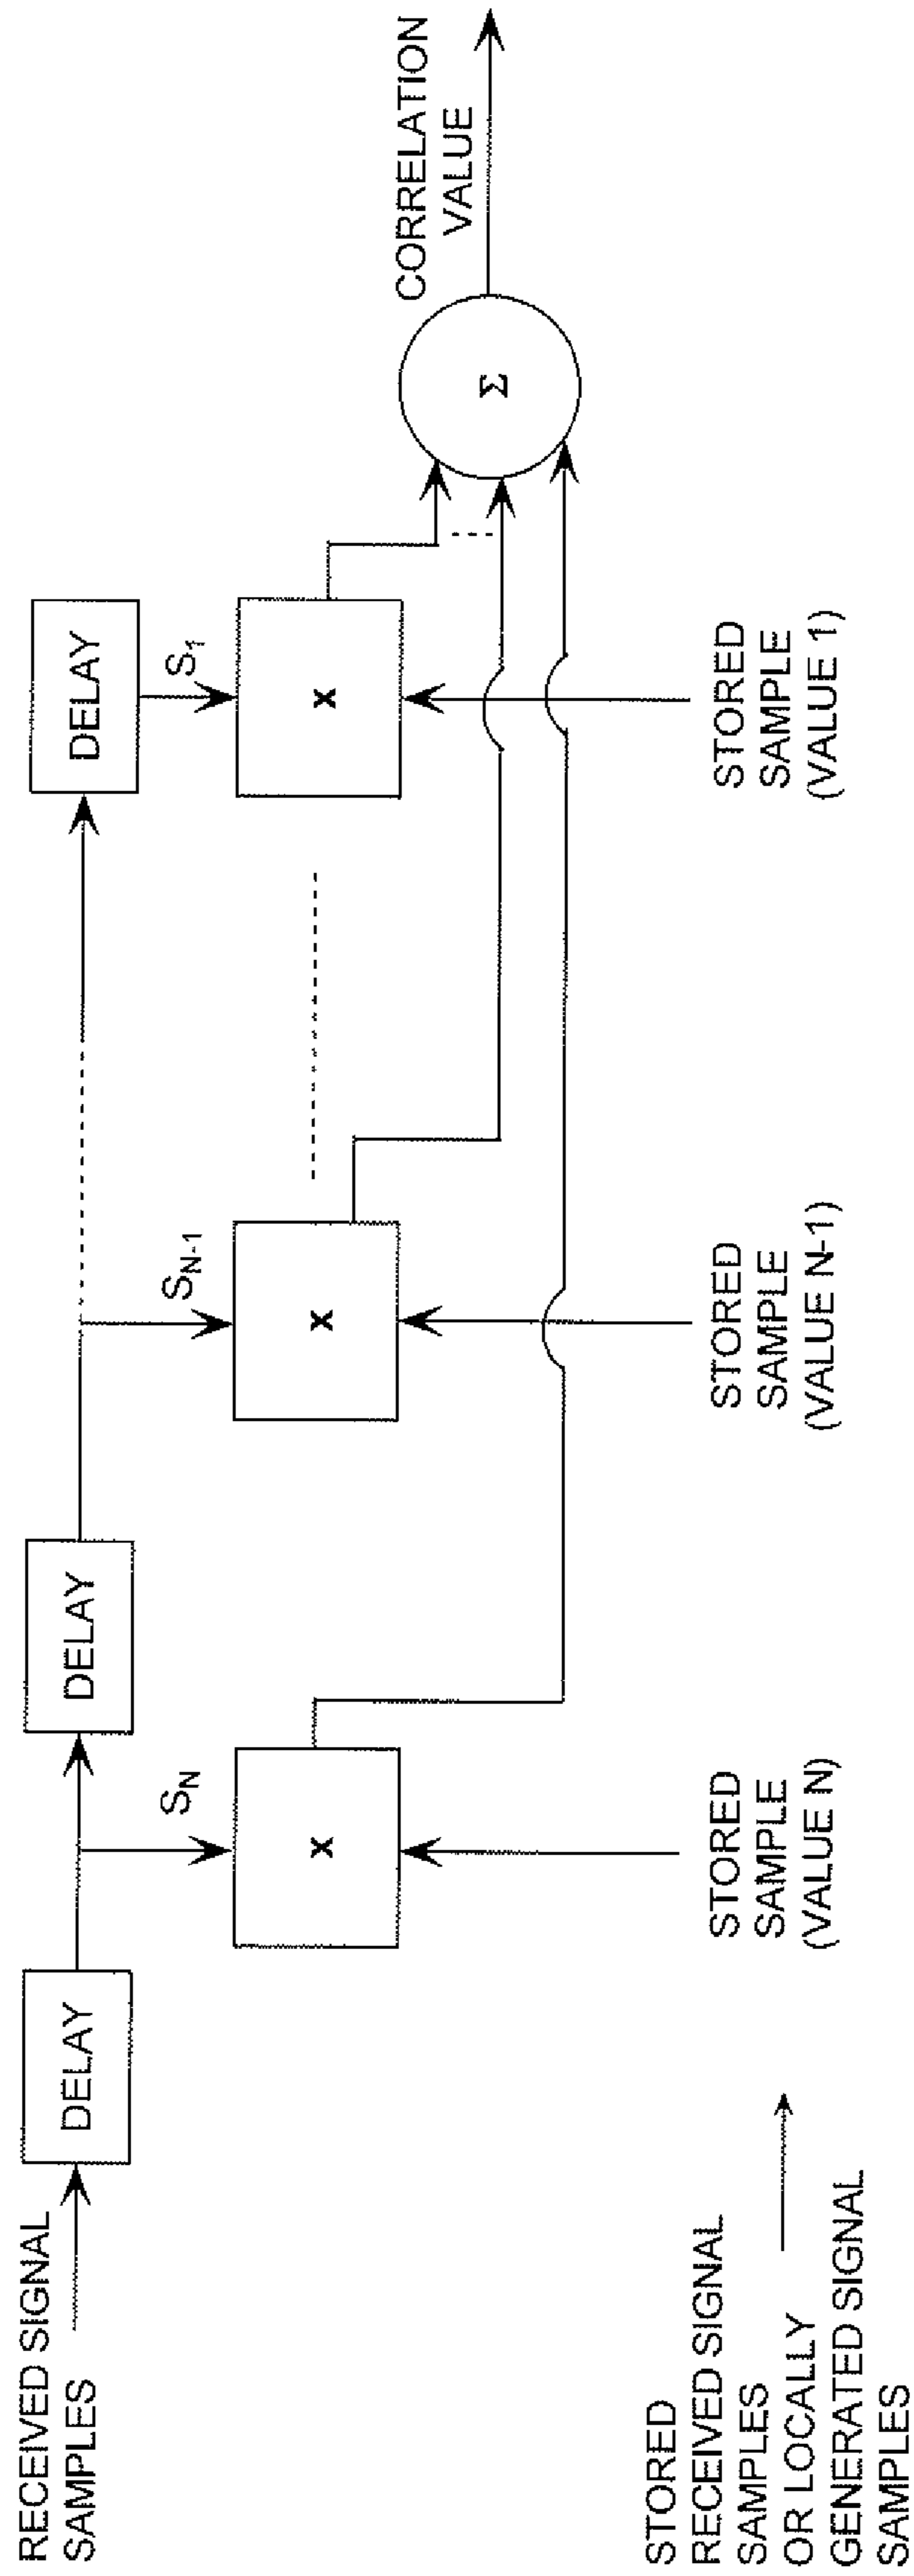 RECEIVED SIGNAL
SAMPLES
DELAY
DELAY
DELAY
S_N
S_{N-1}
S_1
x
x
x
Σ
CORRELATION
VALUE
STORED
RECEIVED SIGNAL
SAMPLES
OR LOCALLY
GENERATED SIGNAL
SAMPLES
STORED
SAMPLE
(VALUE N)
STORED
SAMPLE
(VALUE N-1)
STORED
SAMPLE
(VALUE 1)